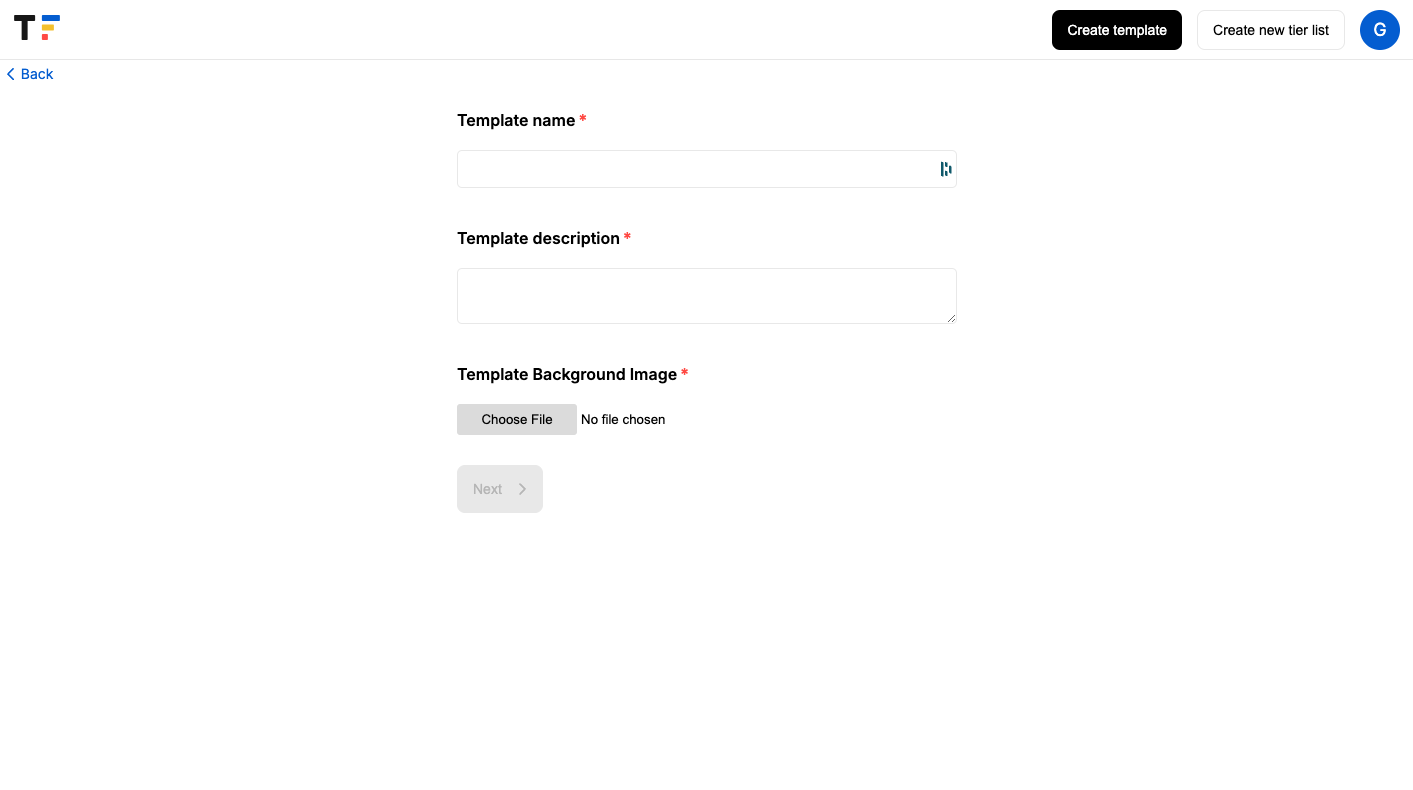 TF
Create template
Create new tier list
G
Back
Template name *
Template description *
Template Background Image *
Choose File No file chosen
Next